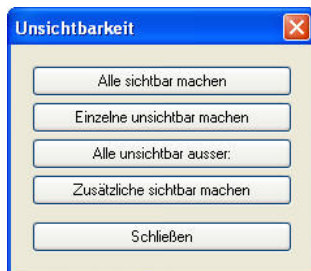 Unsichtbarkeit
Alle sichtbar machen
Einzelne unsichtbar machen
Alle unsichtbar ausser:
Zusätzliche sichtbar machen
Schließen